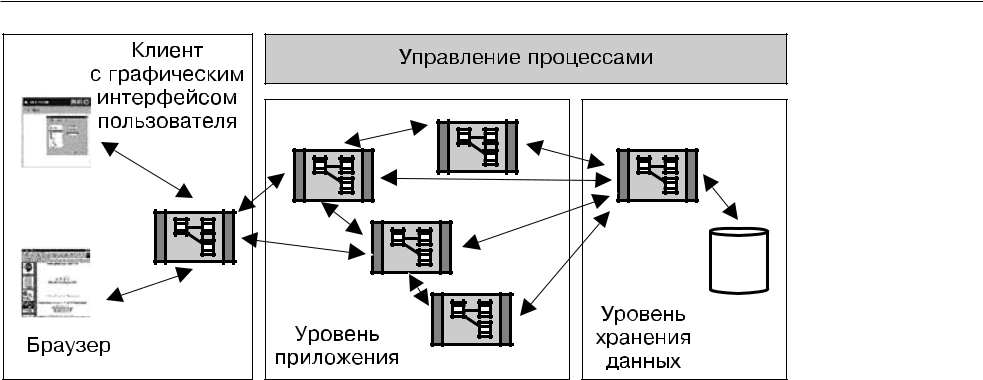 Клиент
с графическим
интерфейсом
пользователя
Управление процессами
Браузер
Уровень
приложения
Уровень
хранения
данных